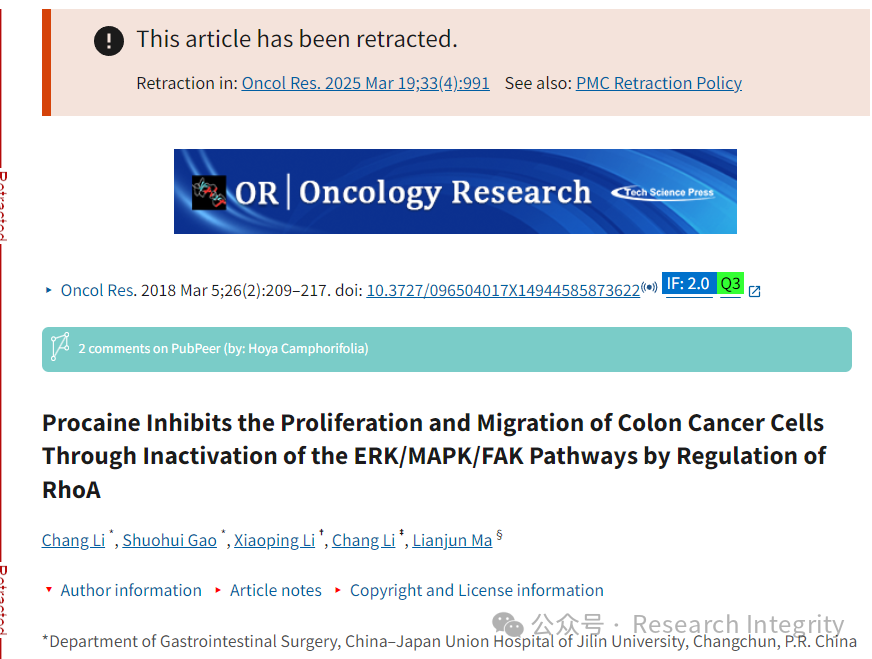 This article has been retracted.
Retraction in: Oncol Res. 2025 Mar 19;33(4):991 See also: PMC Retraction Policy
Retracted
OR | Oncology Research Tech Science Press
Oncol Res. 2018 Mar 5;26(2):209–217. doi: 10.3727/096504017X14944585873622 IF: 2.0 Q3
2 comments on PubPeer (by: Hoya Camphorifolia)
Procaine Inhibits the Proliferation and Migration of Colon Cancer Cells
Through Inactivation of the ERK/MAPK/FAK Pathways by Regulation of
RhoA
Chang Li *, Shuohui Gao *, Xiaoping Li †, Chang Li ‡, Lianjun Ma §
Author information Article notes Copyright and License information
Retracted
公众号 · Research Integrity
*Department of Gastrointestinal Surgery, China–Japan Union Hospital of Jilin University, Changchun, P.R. China